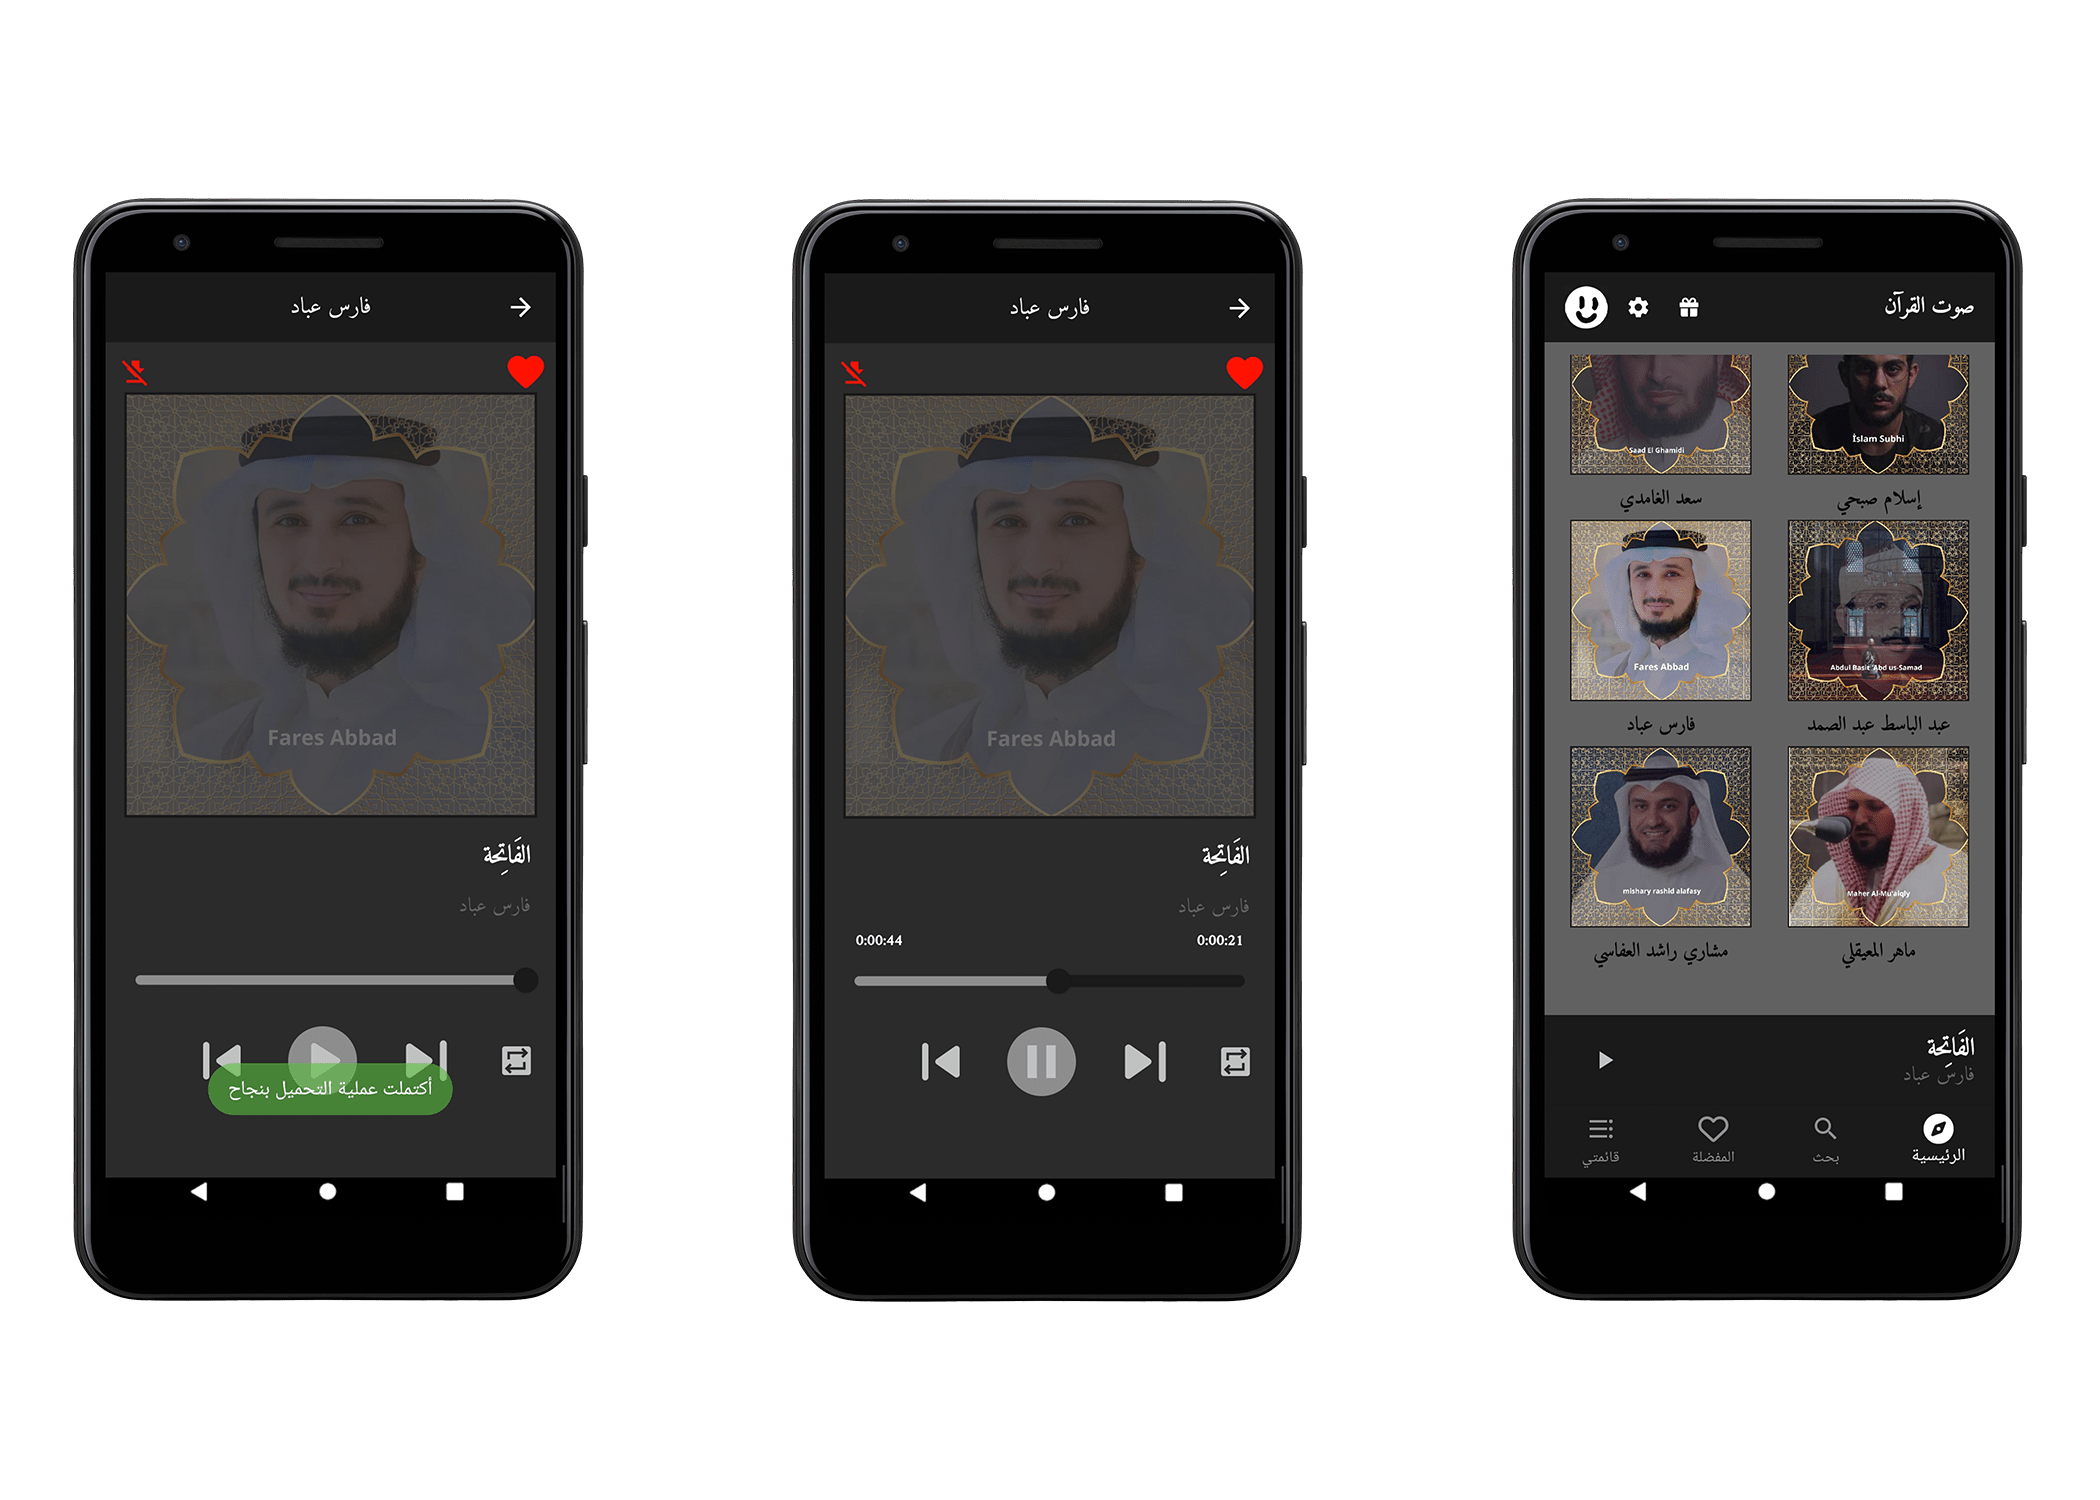 فارس عباد
Fares Abbad
الفَاتِحة
فارس عباد
أكتملت عملية التحميل بنجاح
فارس عباد
Fares Abbad
الفَاتِحة
فارس عباد
0:00:44 0:00:21
صوت القرآن
İslam Subhi
Saad El Ghamidi
إسلام صبحي
سعد الغامدي
Abdul Basit 'Abd us-Samad
Fares Abbad
عبد الباسط عبد الصمد
فارس عباد
Maher Al-Mu'aiqly
mishary rashid alafasy
ماهر المعيقلي
مشاري راشد العفاسي
الفَاتِحة
فارس عباد
الرئيسية
بحث
المفضلة
قائمتي